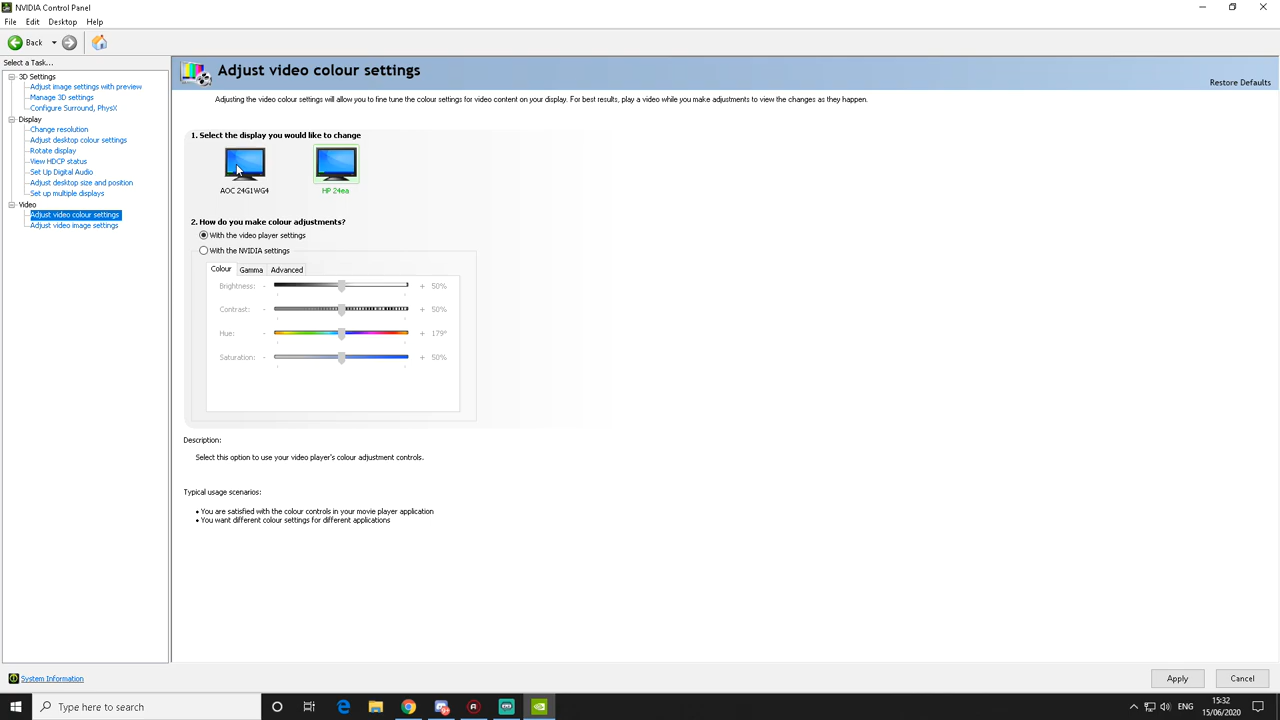 NVIDIA Control Panel
File Edit Desktop Help
Back
Select a Task...
3D Settings
Adjust image settings with preview
Manage 3D settings
Configure Surround, PhysX
Display
Change resolution
Adjust desktop colour settings
Rotate display
View HDCP status
Set Up Digital Audio
Adjust desktop size and position
Set up multiple displays
Video
Adjust video colour settings
Adjust video image settings
System Information
Adjust video colour settings
Restore Defaults
Adjusting the video colour settings will allow you to fine tune the colour settings for video content on your display. For best results, play a video while you make adjustments to view the changes as they happen.
1. Select the display you would like to change
AOC 24G1WG4 HP 24ea
2. How do you make colour adjustments?
With the video player settings
With the NVIDIA settings
Colour Gamma Advanced
Brightness: - + 50%
Contrast: - + 50%
Hue: - + 179°
Saturation: - + 50%
Description:
Select this option to use your video player's colour adjustment controls.
Typical usage scenarios:
• You are satisfied with the colour controls in your movie player application
• You want different colour settings for different applications
Apply Cancel
Type here to search
ENG
15:32
15/06/2020